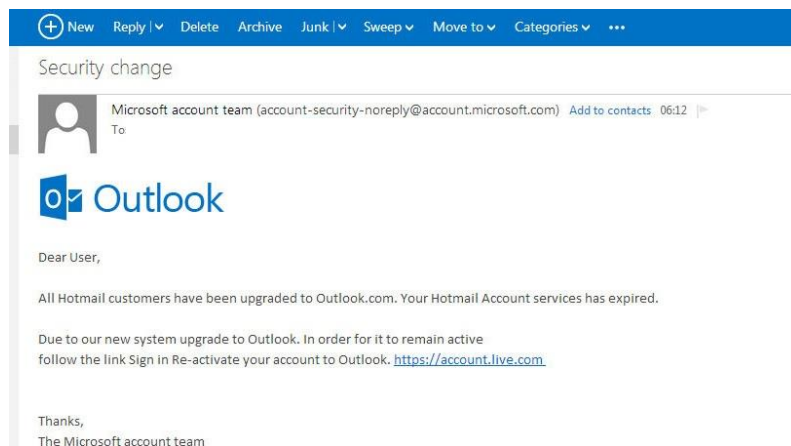 New Reply Delete Archive Junk Sweep Move to Categories •••
Security change
Microsoft account team (account-security-noreply@account.microsoft.com) Add to contacts 06:12
To
Outlook
Dear User,
All Hotmail customers have been upgraded to Outlook.com. Your Hotmail Account services has expired.
Due to our new system upgrade to Outlook. In order for it to remain active
follow the link Sign in Re-activate your account to Outlook. https://account.live.com
Thanks,
The Microsoft account team